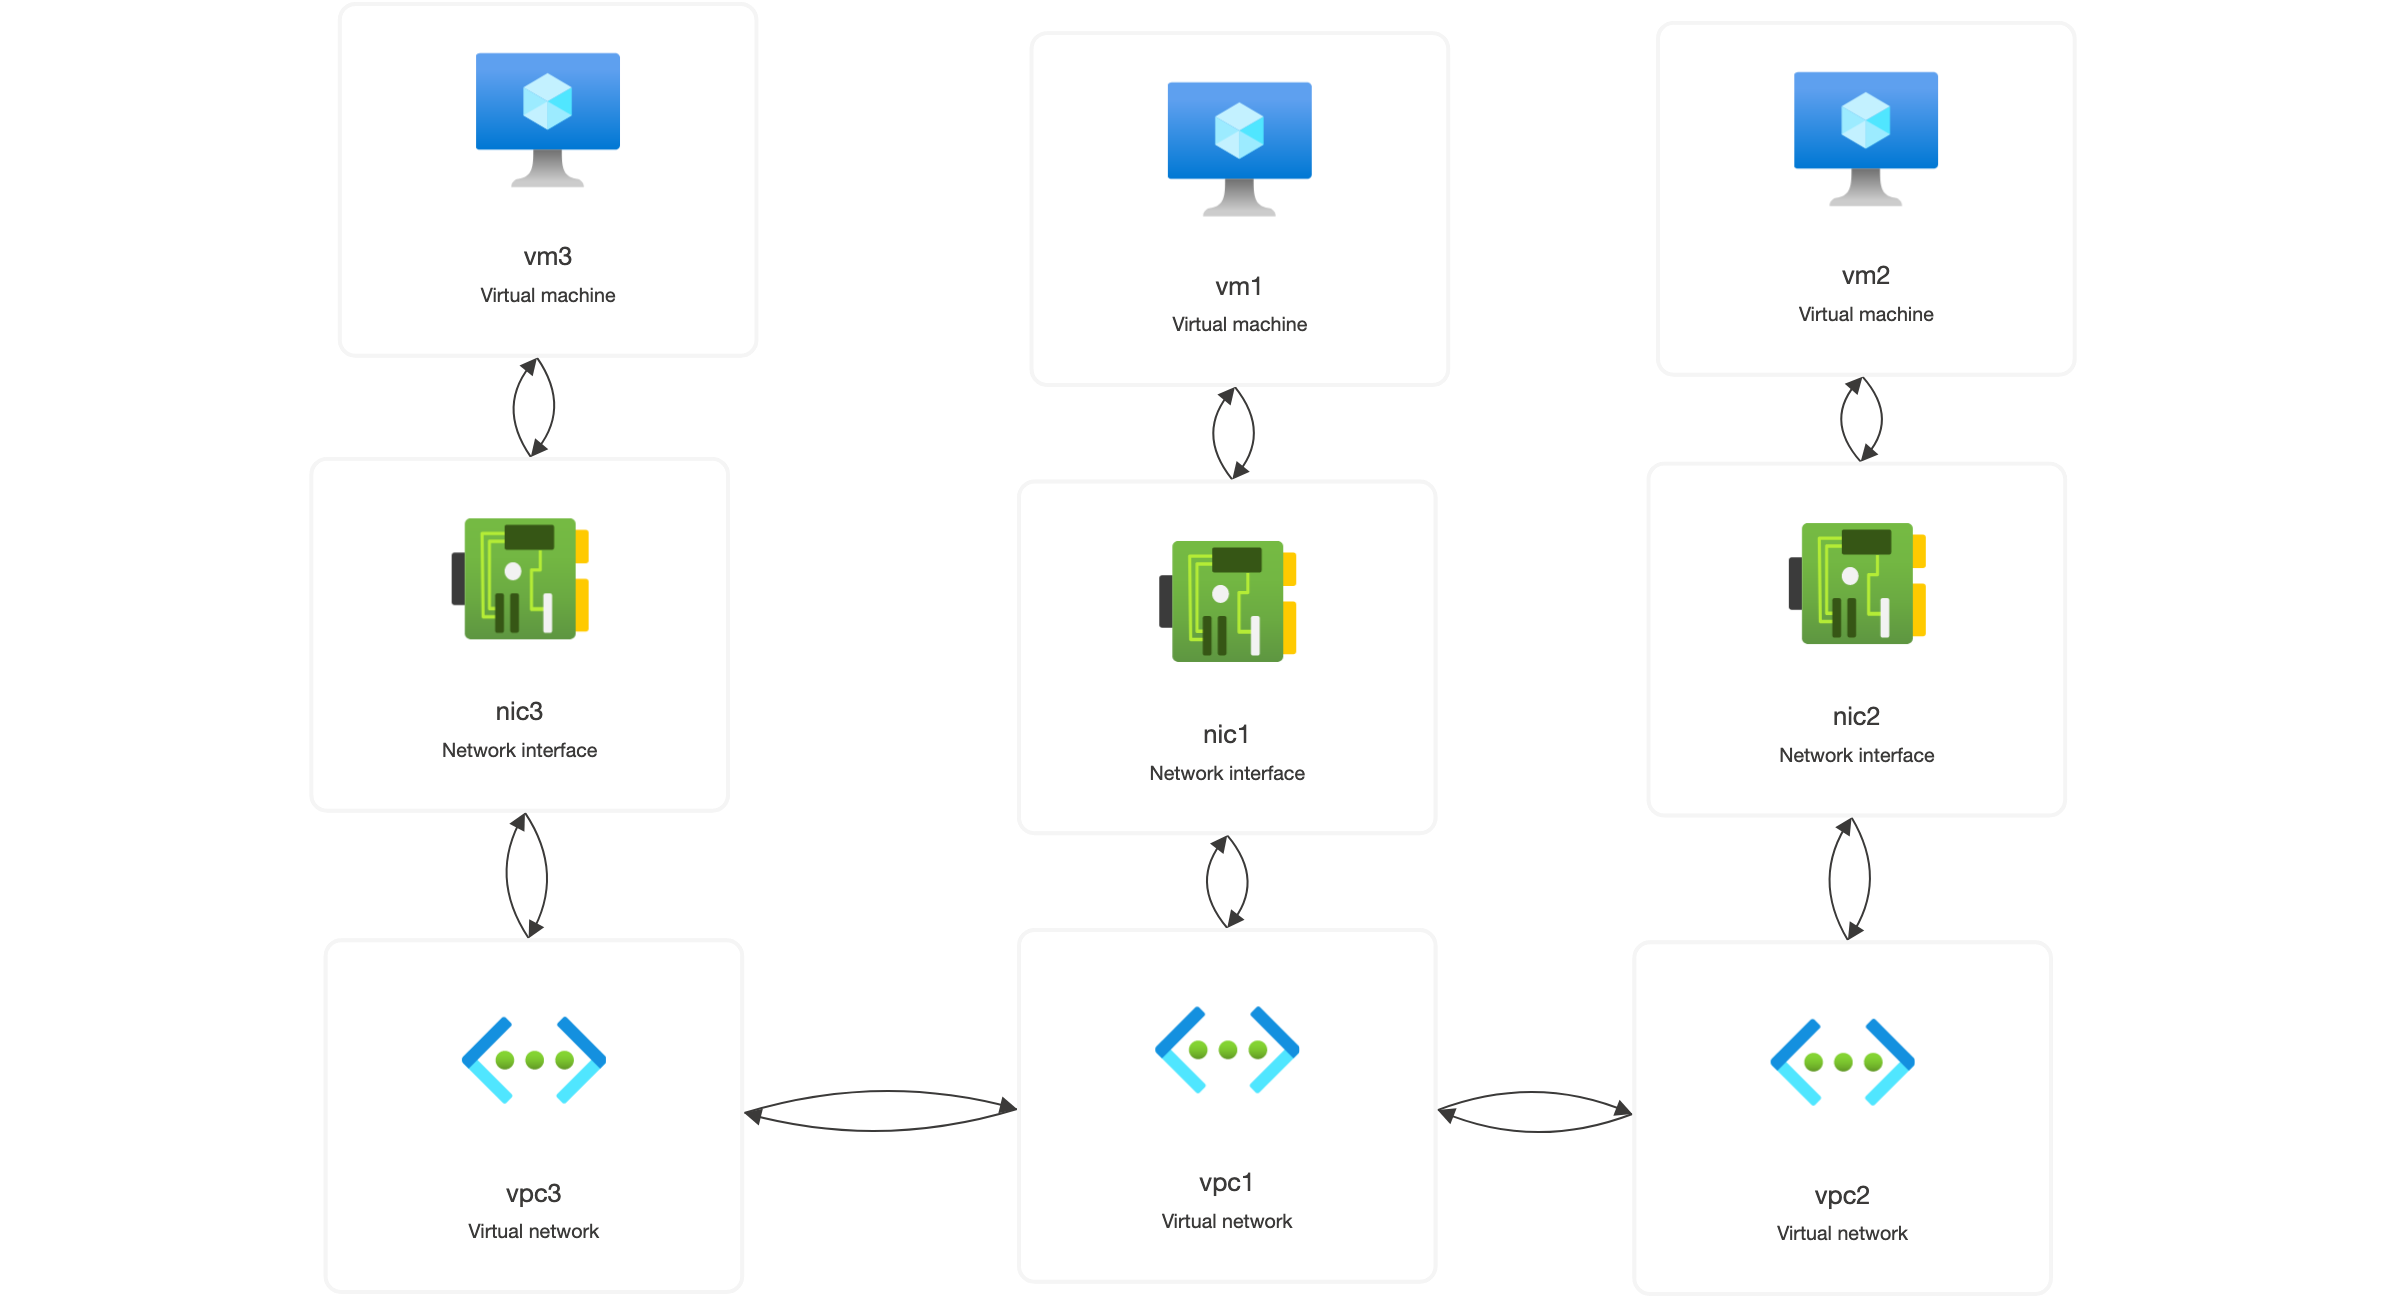 vm3
Virtual machine
vm1
Virtual machine
vm2
Virtual machine
nic3
Network interface
nic1
Network interface
nic2
Network interface
vpc3
Virtual network
vpc1
Virtual network
vpc2
Virtual network